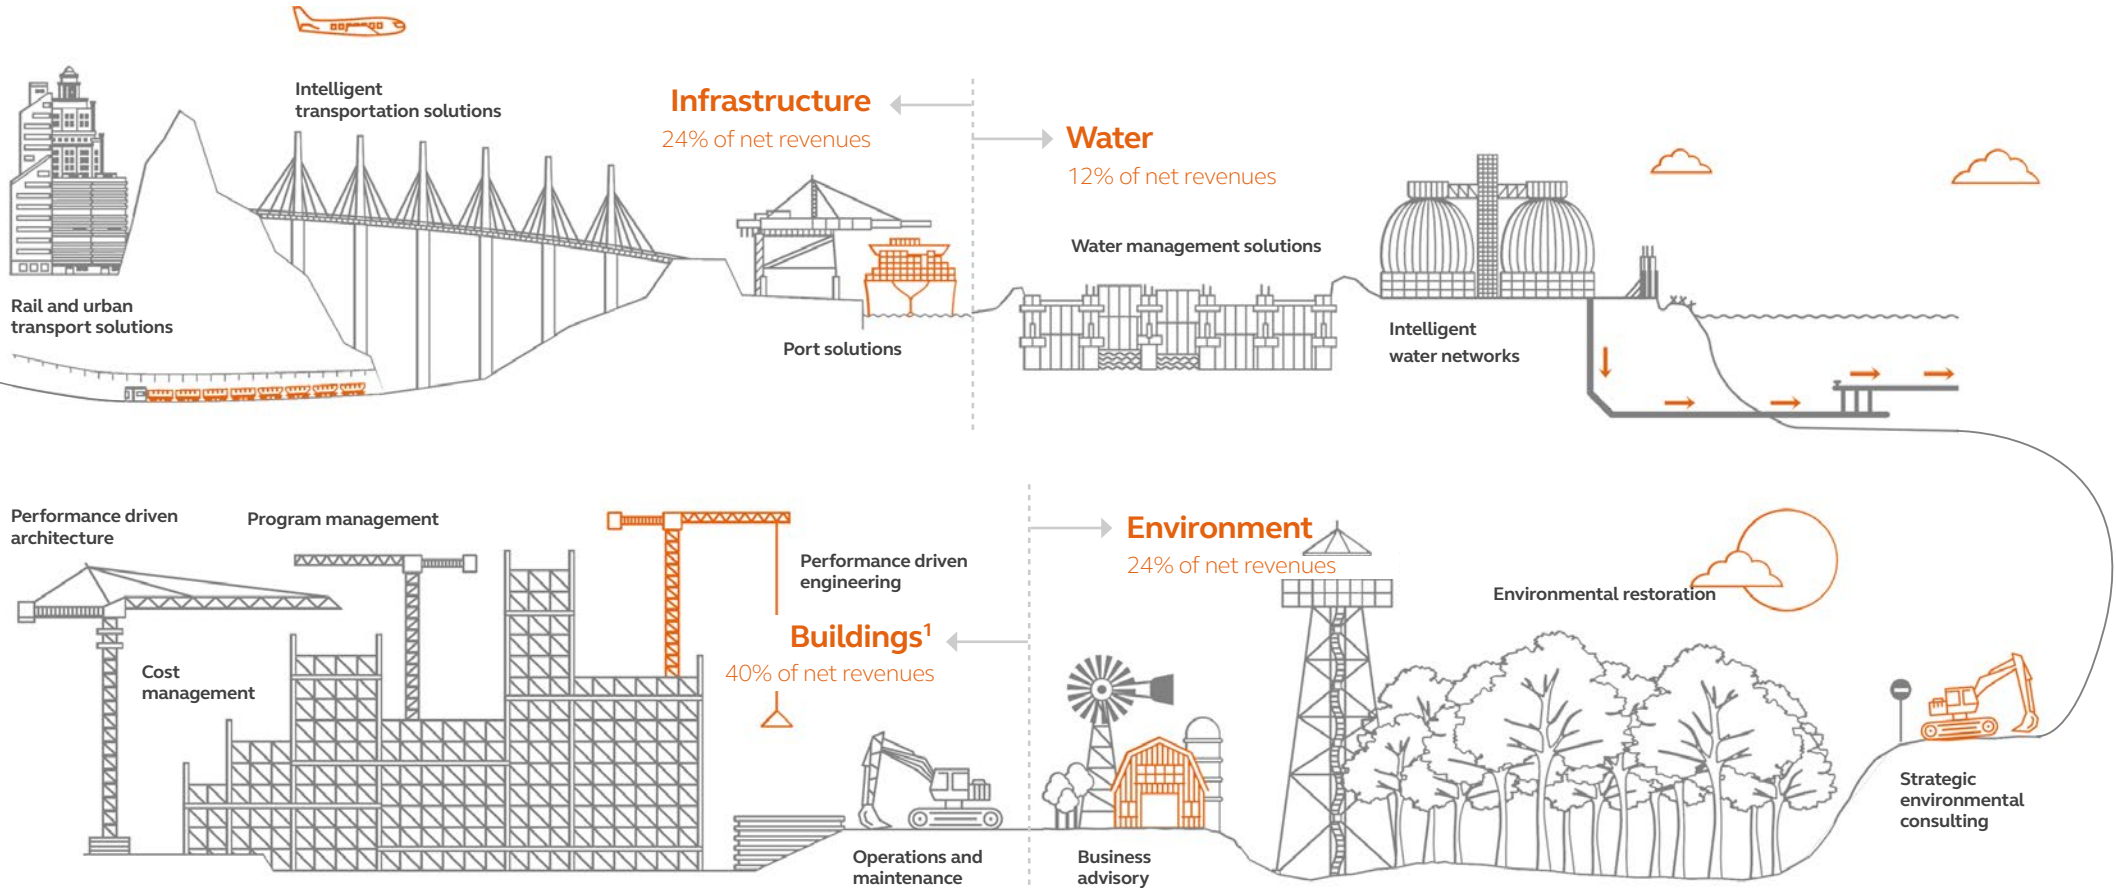 Intelligent
transportation solutions
Infrastructure
24% of net revenues
Rail and urban
transport solutions
Port solutions
Water
12% of net revenues
Water management solutions
Intelligent
water networks
Performance driven
architecture
Program management
Performance driven
engineering
Cost
management
Buildings¹
40% of net revenues
Operations and
maintenance
Environment
24% of net revenues
Environmental restoration
Business
advisory
Strategic
environmental
consulting